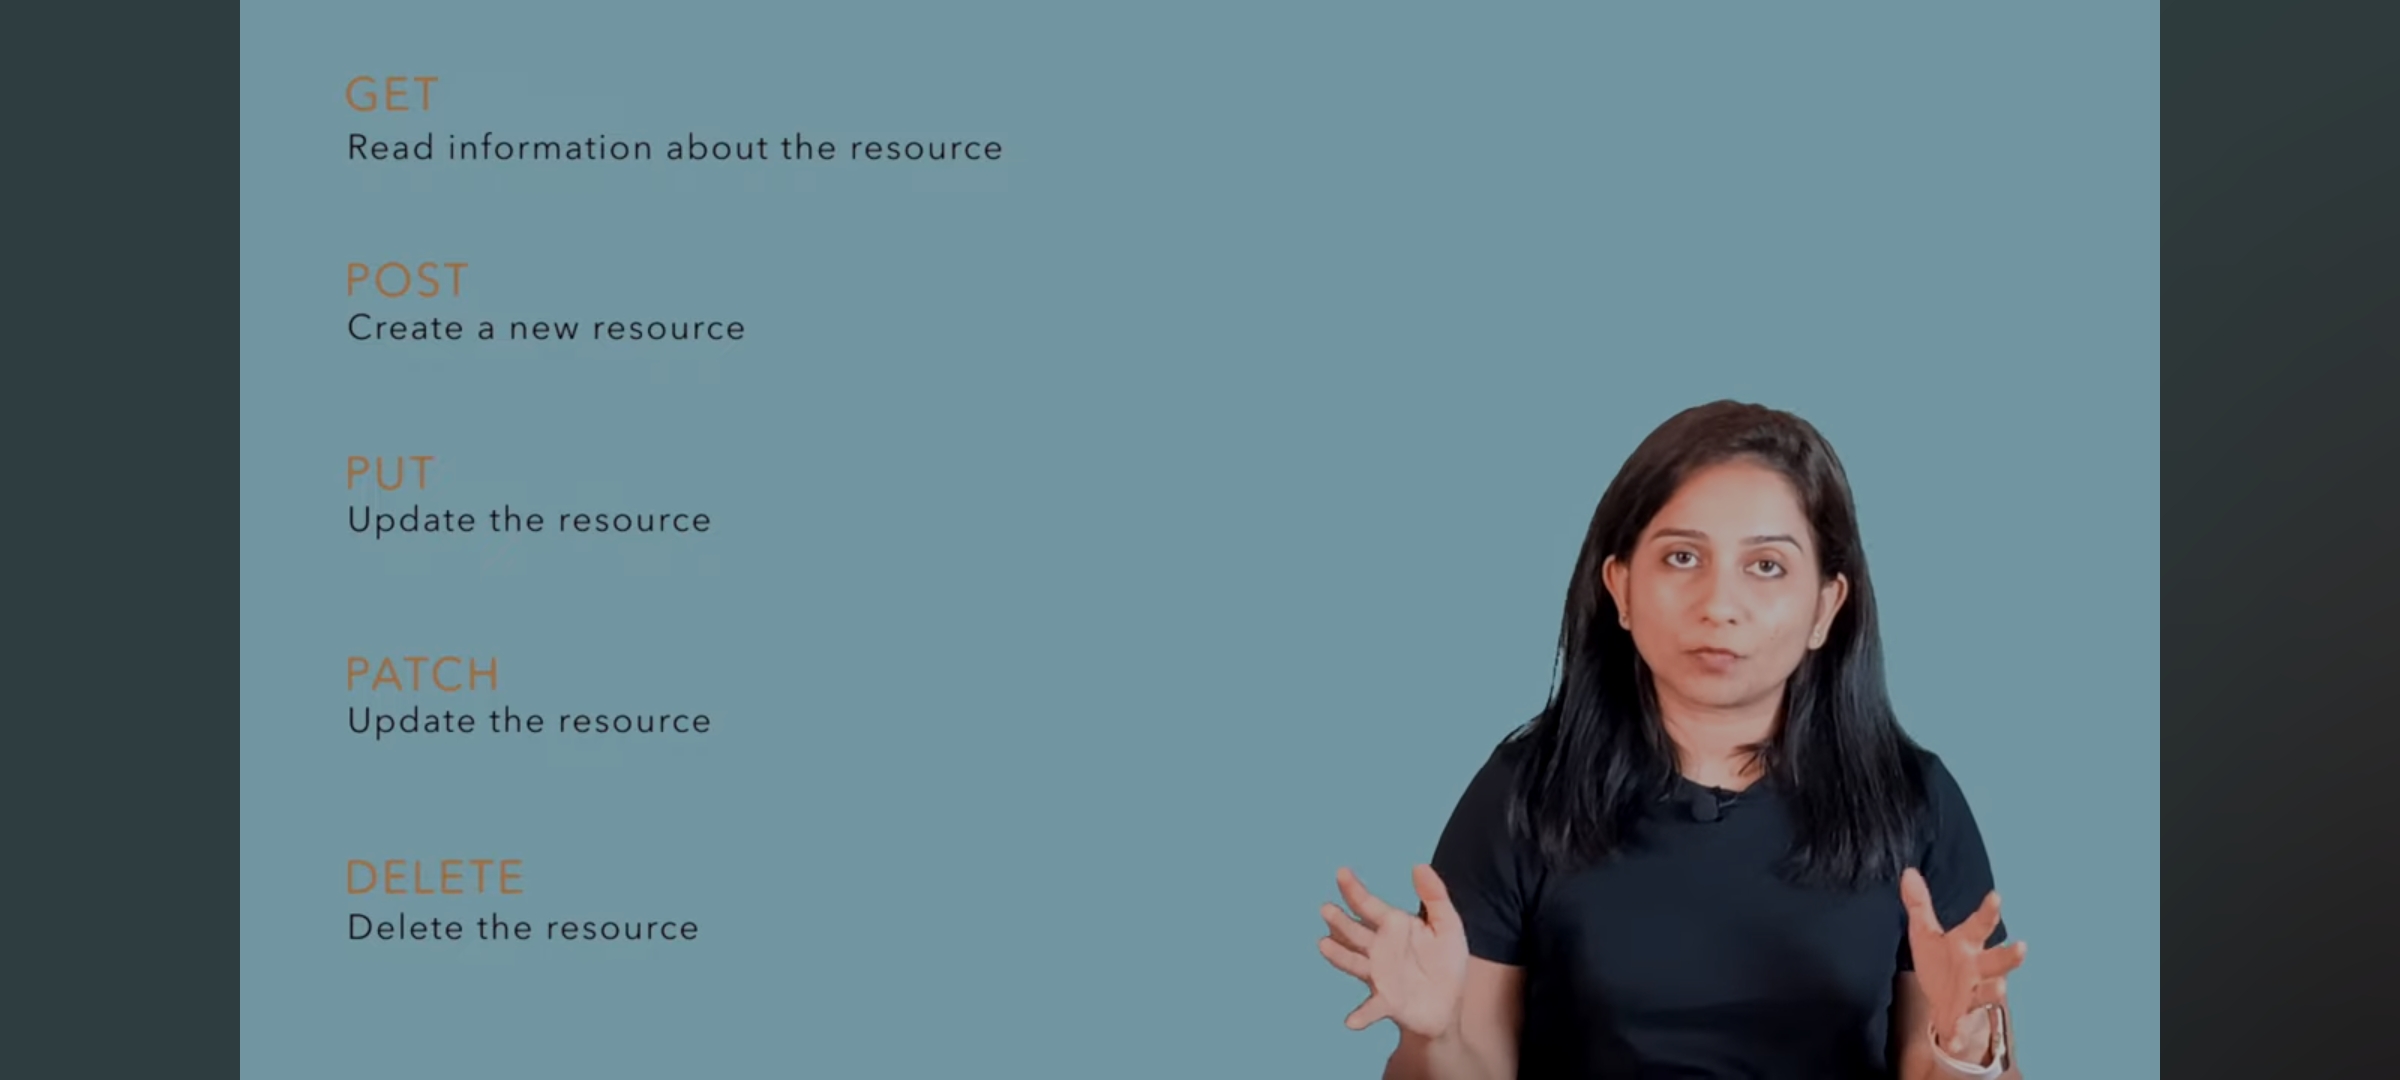 GET
Read information about the resource
POST
Create a new resource
PUT
Update the resource
PATCH
Update the resource
DELETE
Delete the resource